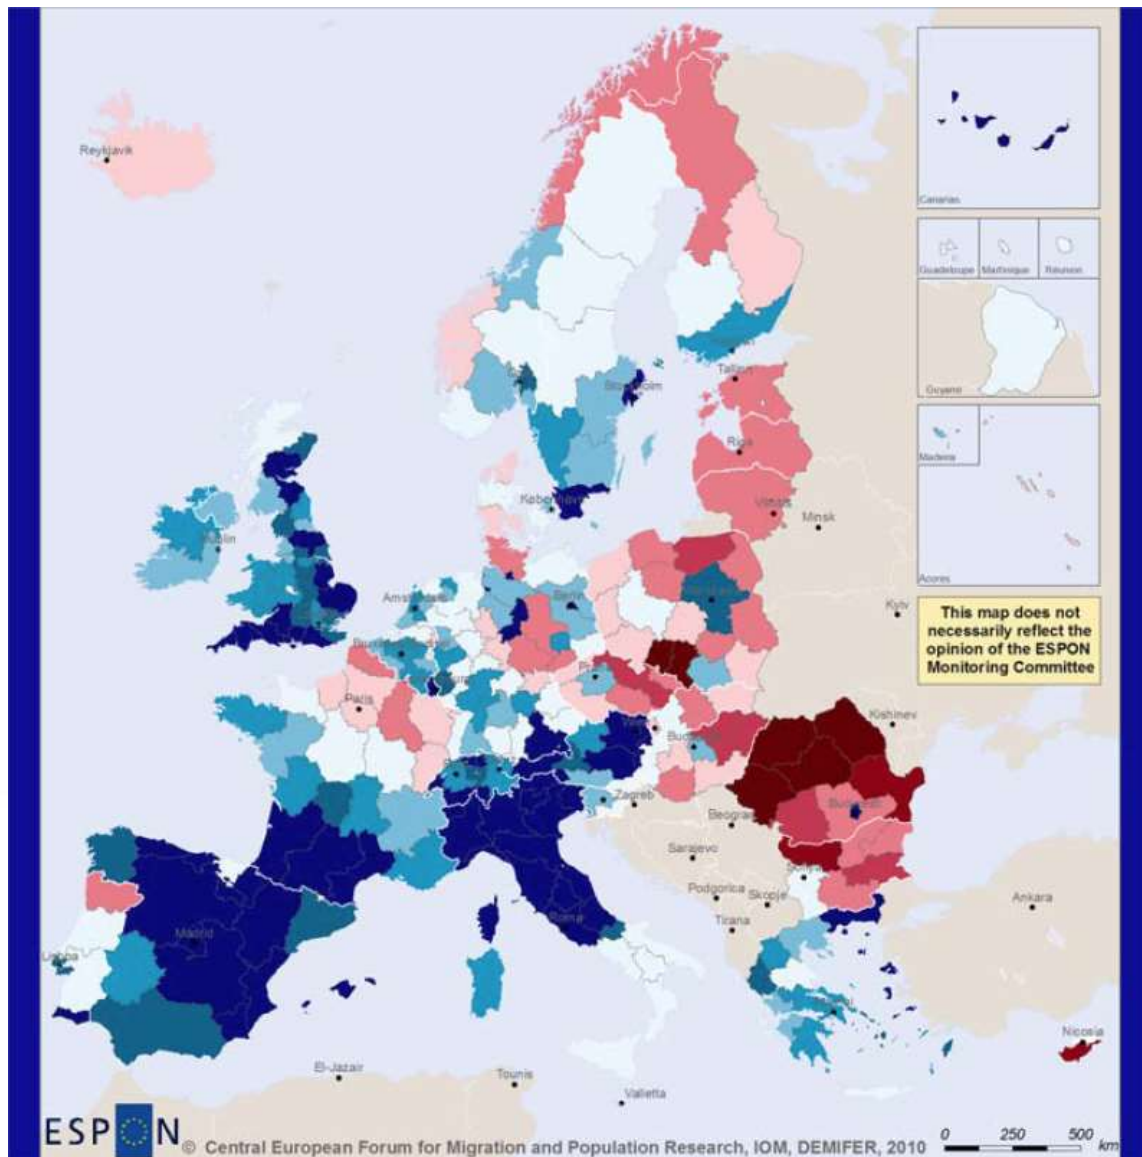 Reykjavik
Canarias
Guadeloupe
Martinique
Réunion
Guyane
Madeira
Acores
This map does not
necessarily reflect the
opinion of the ESPON
Monitoring Committee
Stockholm
Tallinn
Riga
Vilnius
Minsk
København
Dublin
Kyiv
Berlin
Paris
Kishinev
Budapest
Zagreb
Sarajevo
Podgorica
Skopje
Tirana
Ankara
Madrid
Roma
Lisboa
Nicosia
El-Jazair
Tounis
Valletta
ESPON
© Central European Forum for Migration and Population Research, IOM, DEMIFER, 2010
0 250 500
km